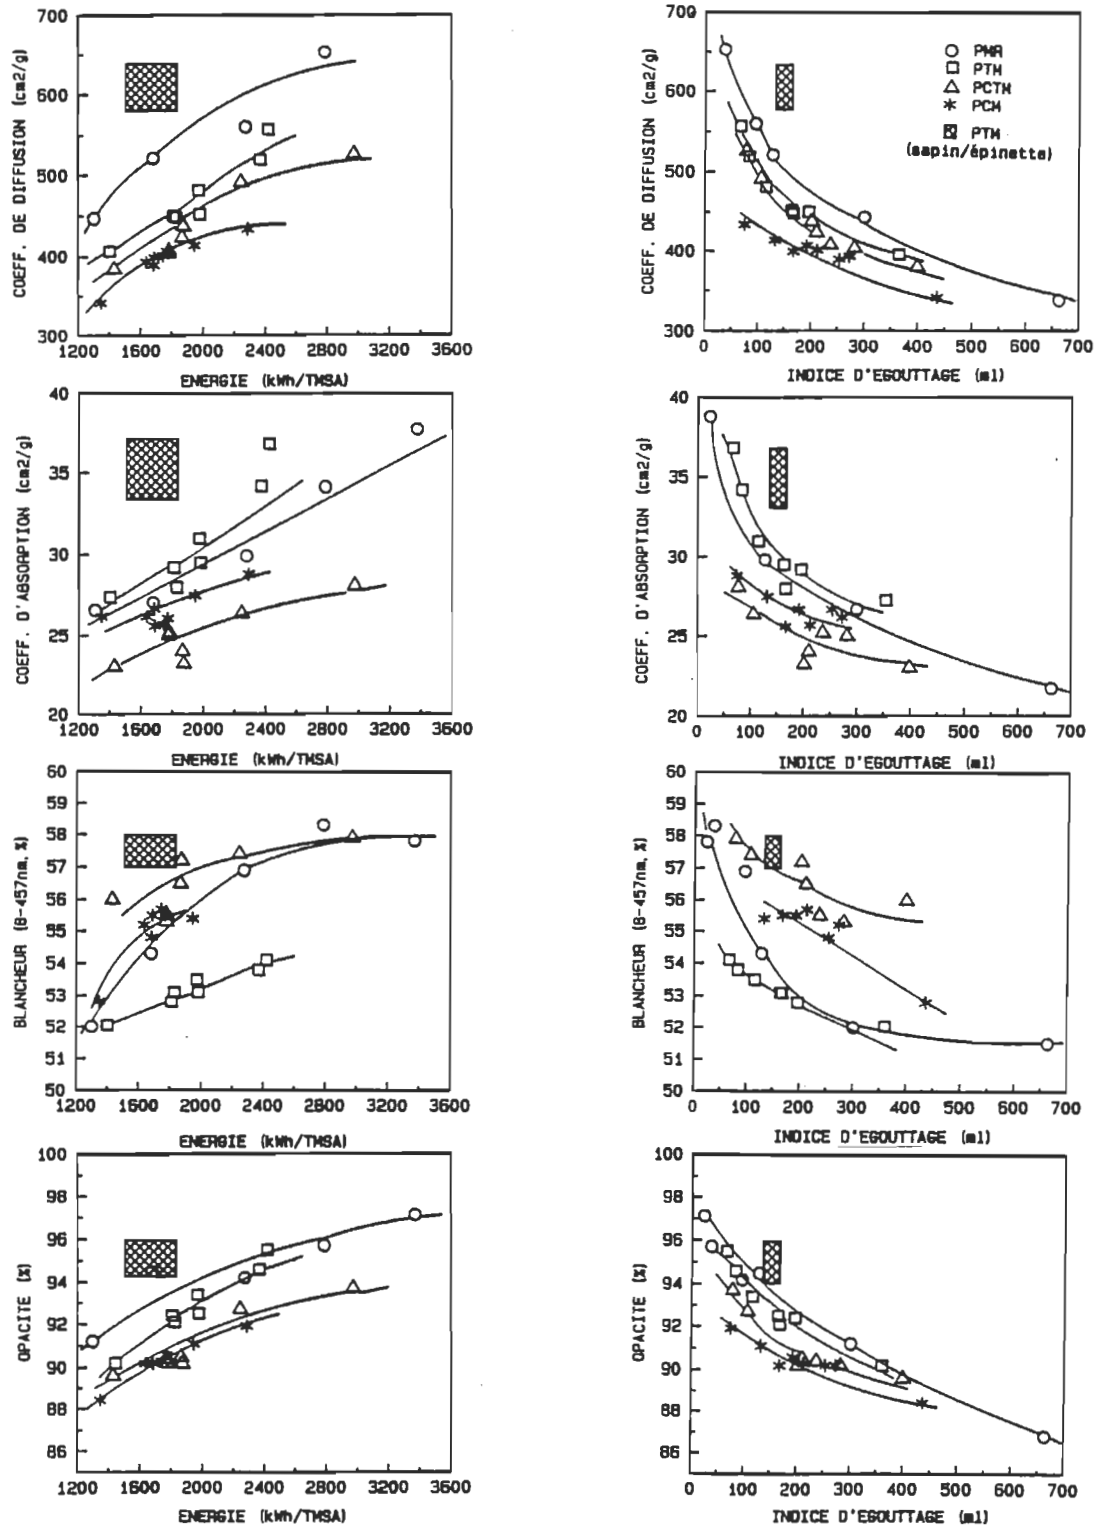 700
600
500
400
300
COEFF. DE DIFFUSION (cm2/g)
1200 1600 2000 2400 2800 3200 3600
ENERGIE (kWh/TMSA)
700
600
500
400
300
COEFF. DE DIFFUSION (cm2/g)
PMR
PTM
PCTM
PCM
PTM
(sapin/épinette)
0 100 200 300 400 500 600 700
INDICE D'EGOUTTAGE (ml)
40
35
30
25
20
COEFF. D'ABSORPTION (cm2/g)
1200 1600 2000 2400 2800 3200 3600
ENERGIE (kWh/TMSA)
40
35
30
25
20
COEFF. D'ABSORPTION (cm2/g)
0 100 200 300 400 500 600 700
INDICE D'EGOUTTAGE (ml)
60
59
58
57
56
55
54
53
52
51
50
BLANCHEUR (8-457nm, %)
1200 1600 2000 2400 2800 3200 3600
ENERGIE (kWh/TMSA)
60
59
58
57
56
55
54
53
52
51
50
BLANCHEUR (8-457nm, %)
0 100 200 300 400 500 600 700
INDICE D'EGOUTTAGE (ml)
100
98
96
94
92
90
88
86
OPACITE (%)
1200 1600 2000 2400 2800 3200 3600
ENERGIE (kWh/TMSA)
100
98
96
94
92
90
88
86
OPACITE (%)
0 100 200 300 400 500 600 700
INDICE D'EGOUTTAGE (ml)